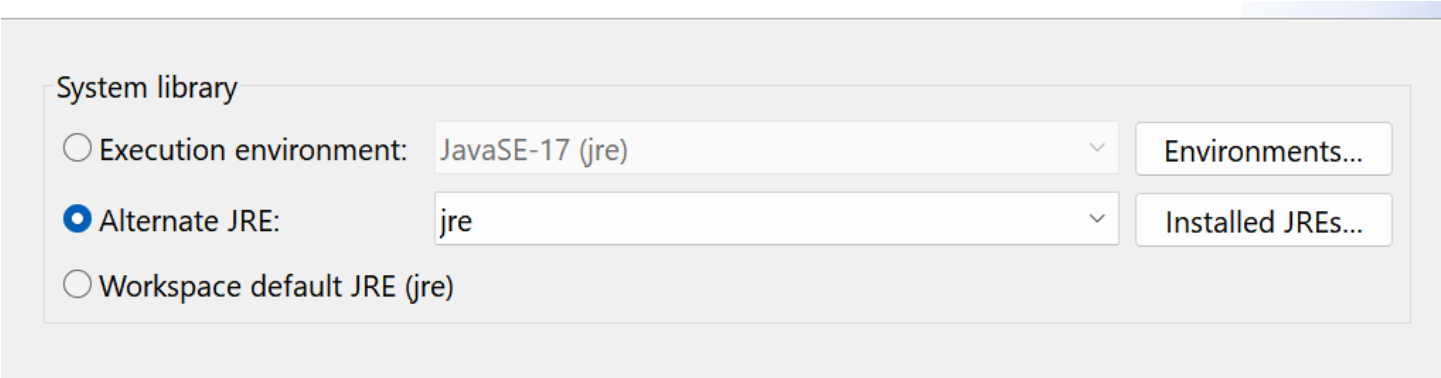 System library
Execution environment: JavaSE-17 (jre) Environments...
Alternate JRE: jre Installed JREs...
Workspace default JRE (jre)